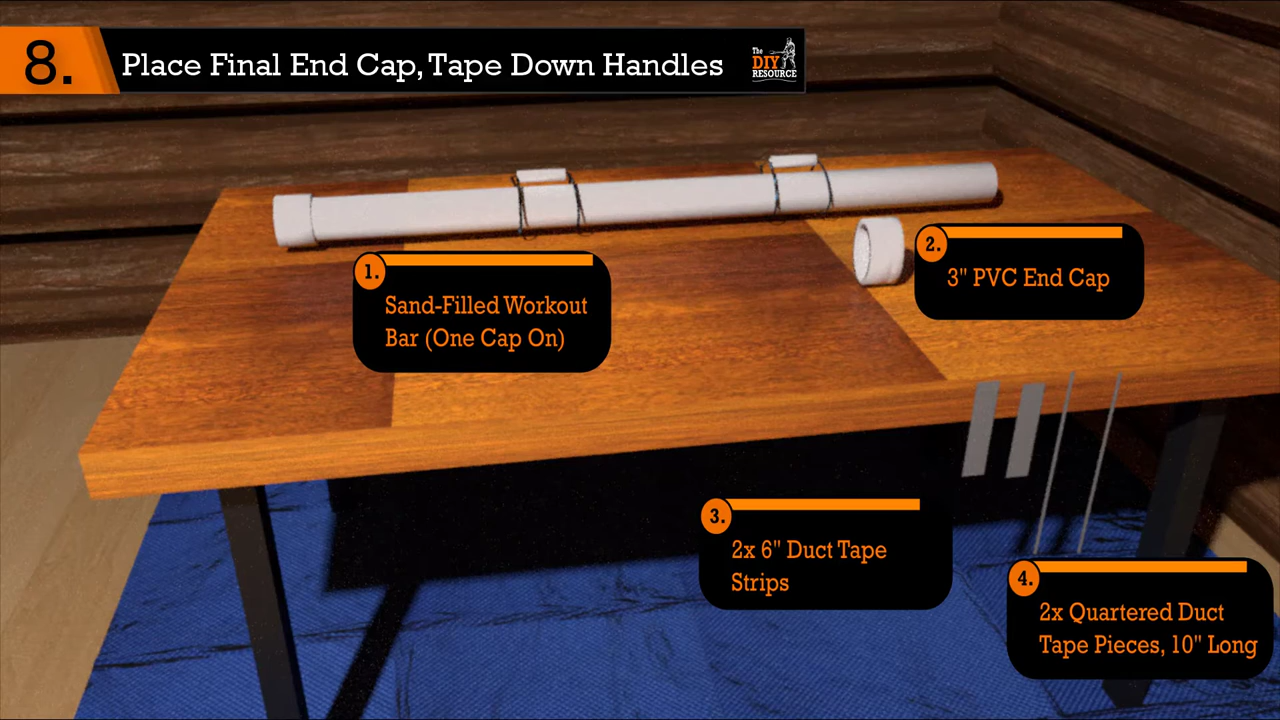 8.
Place Final End Cap, Tape Down Handles
The
DIY
RESOURCE
1.
Sand-Filled Workout
Bar (One Cap On)
2.
3" PVC End Cap
3.
2x 6" Duct Tape
Strips
4.
2x Quartered Duct
Tape Pieces, 10" Long